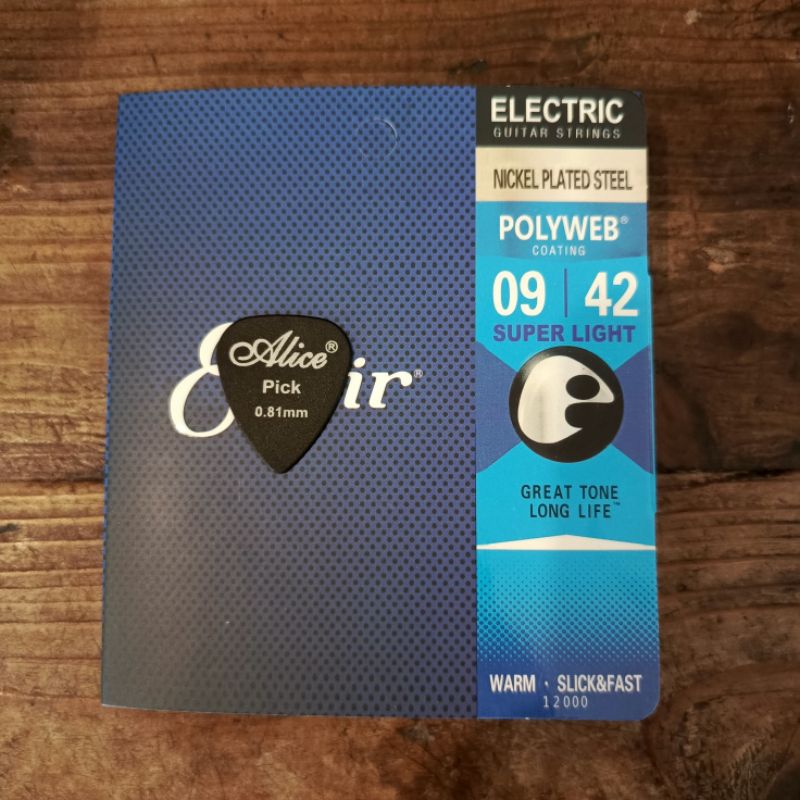 ELECTRIC
GUITAR STRINGS
NICKEL PLATED STEEL
POLYWEB®
COATING
09 | 42
SUPER LIGHT
Alice®
Pick
0.81mm
GREAT TONE
LONG LIFE™
WARM · SLICK&FAST
12000